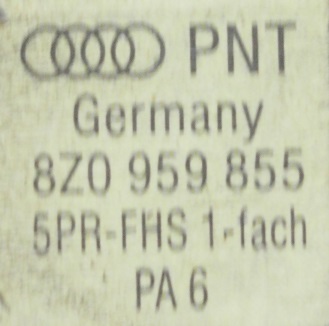 PNT
Germany
8Z0 959 855
5PR-FHS 1-fach
PA 6